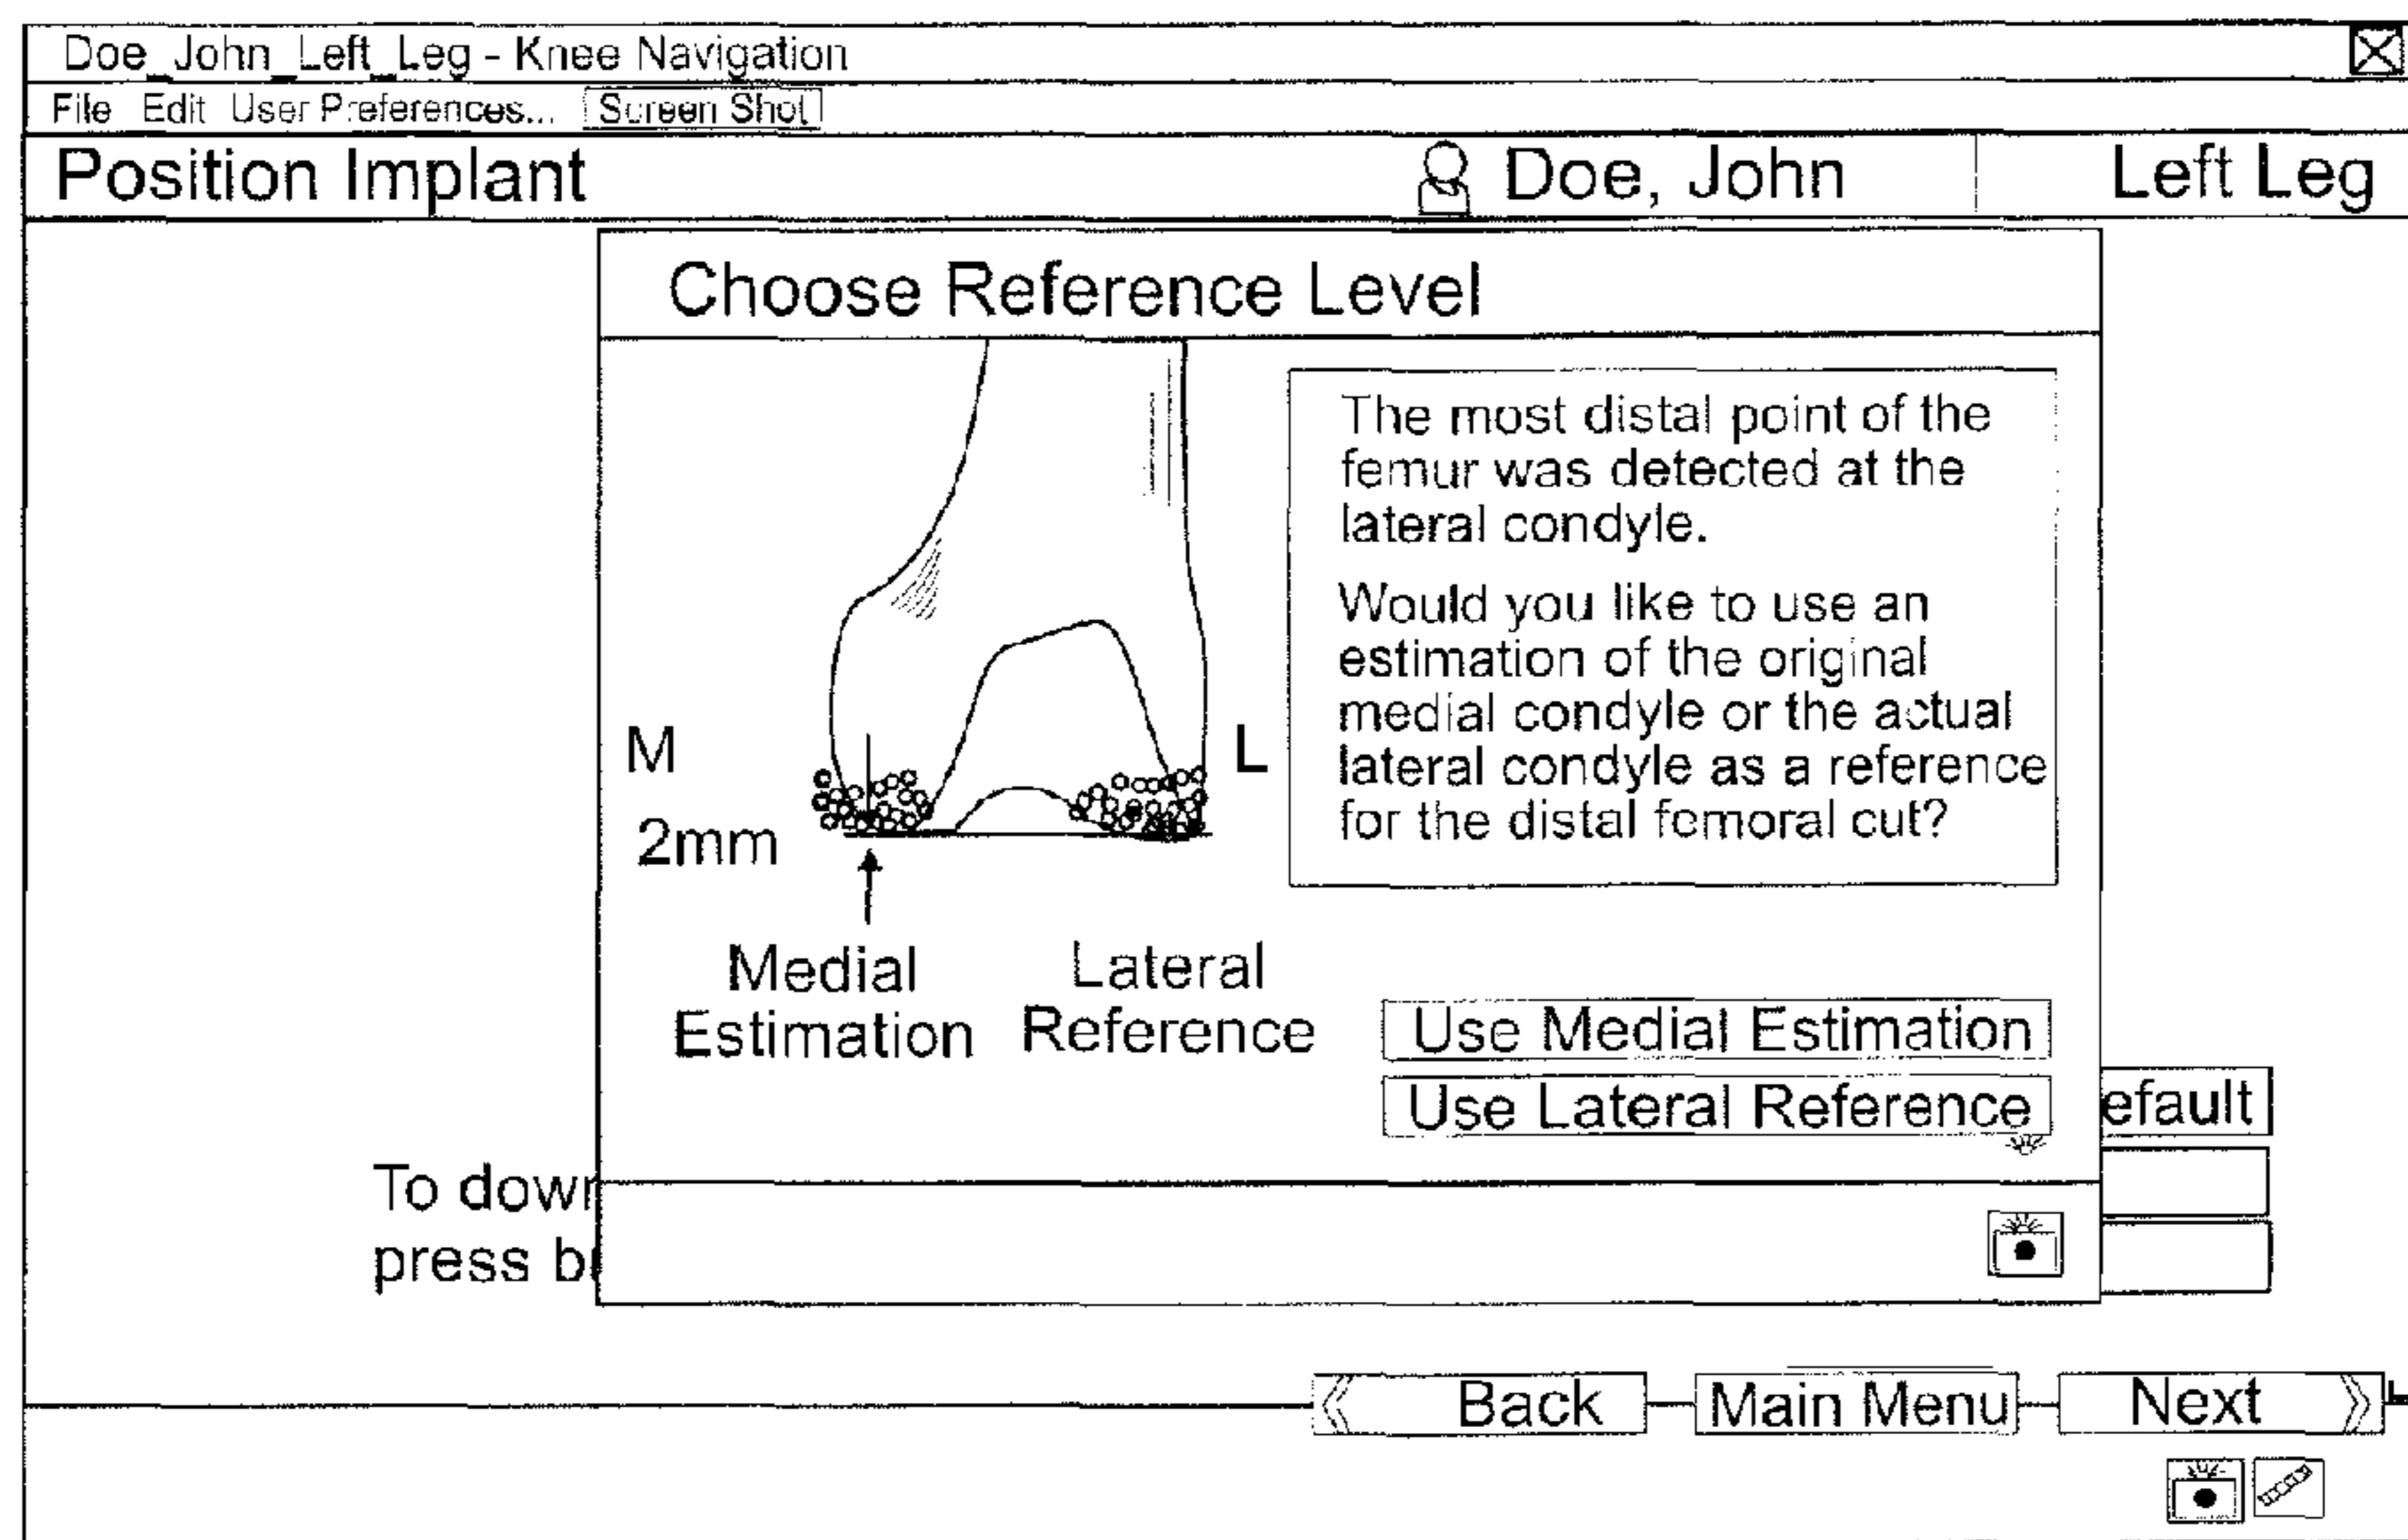 Doe_John_Left_Leg - Knee Navigation
File Edit User Preferences... Screen Shot
Position Implant Doe, John Left Leg
Choose Reference Level
The most distal point of the
femur was detected at the
lateral condyle.
Would you like to use an
estimation of the original
medial condyle or the actual
lateral condyle as a reference
for the distal femoral cut?
M L
2mm
Medial
Estimation
Lateral
Reference
Use Medial Estimation
Use Lateral Reference
efault
To down
press bu
Back Main Menu Next